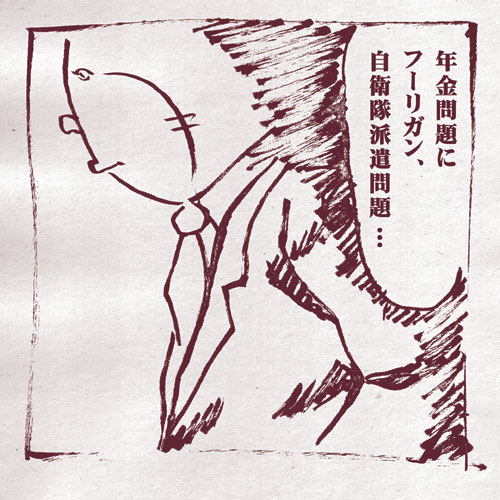 年金問題に
フーリガン、
自衛隊派遣問題…